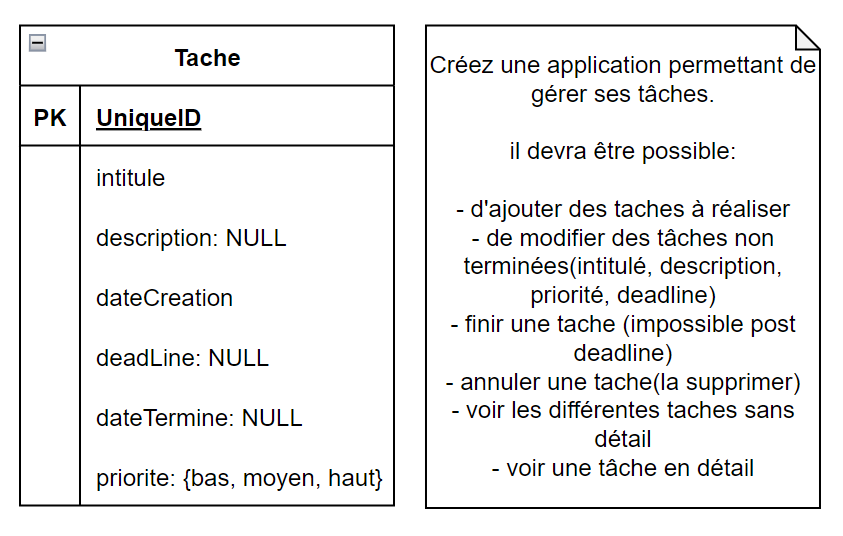 Tache
PK
UniqueID
intitule
description: NULL
dateCreation
deadLine: NULL
dateTermine: NULL
priorite: {bas, moyen, haut}
Créez une application permettant de
gérer ses tâches.
il devra être possible:
- d'ajouter des taches à réaliser
- de modifier des tâches non
terminées(intitulé, description,
priorité, deadline)
- finir une tache (impossible post
deadline)
- annuler une tache(la supprimer)
- voir les différentes taches sans
détail
- voir une tâche en détail